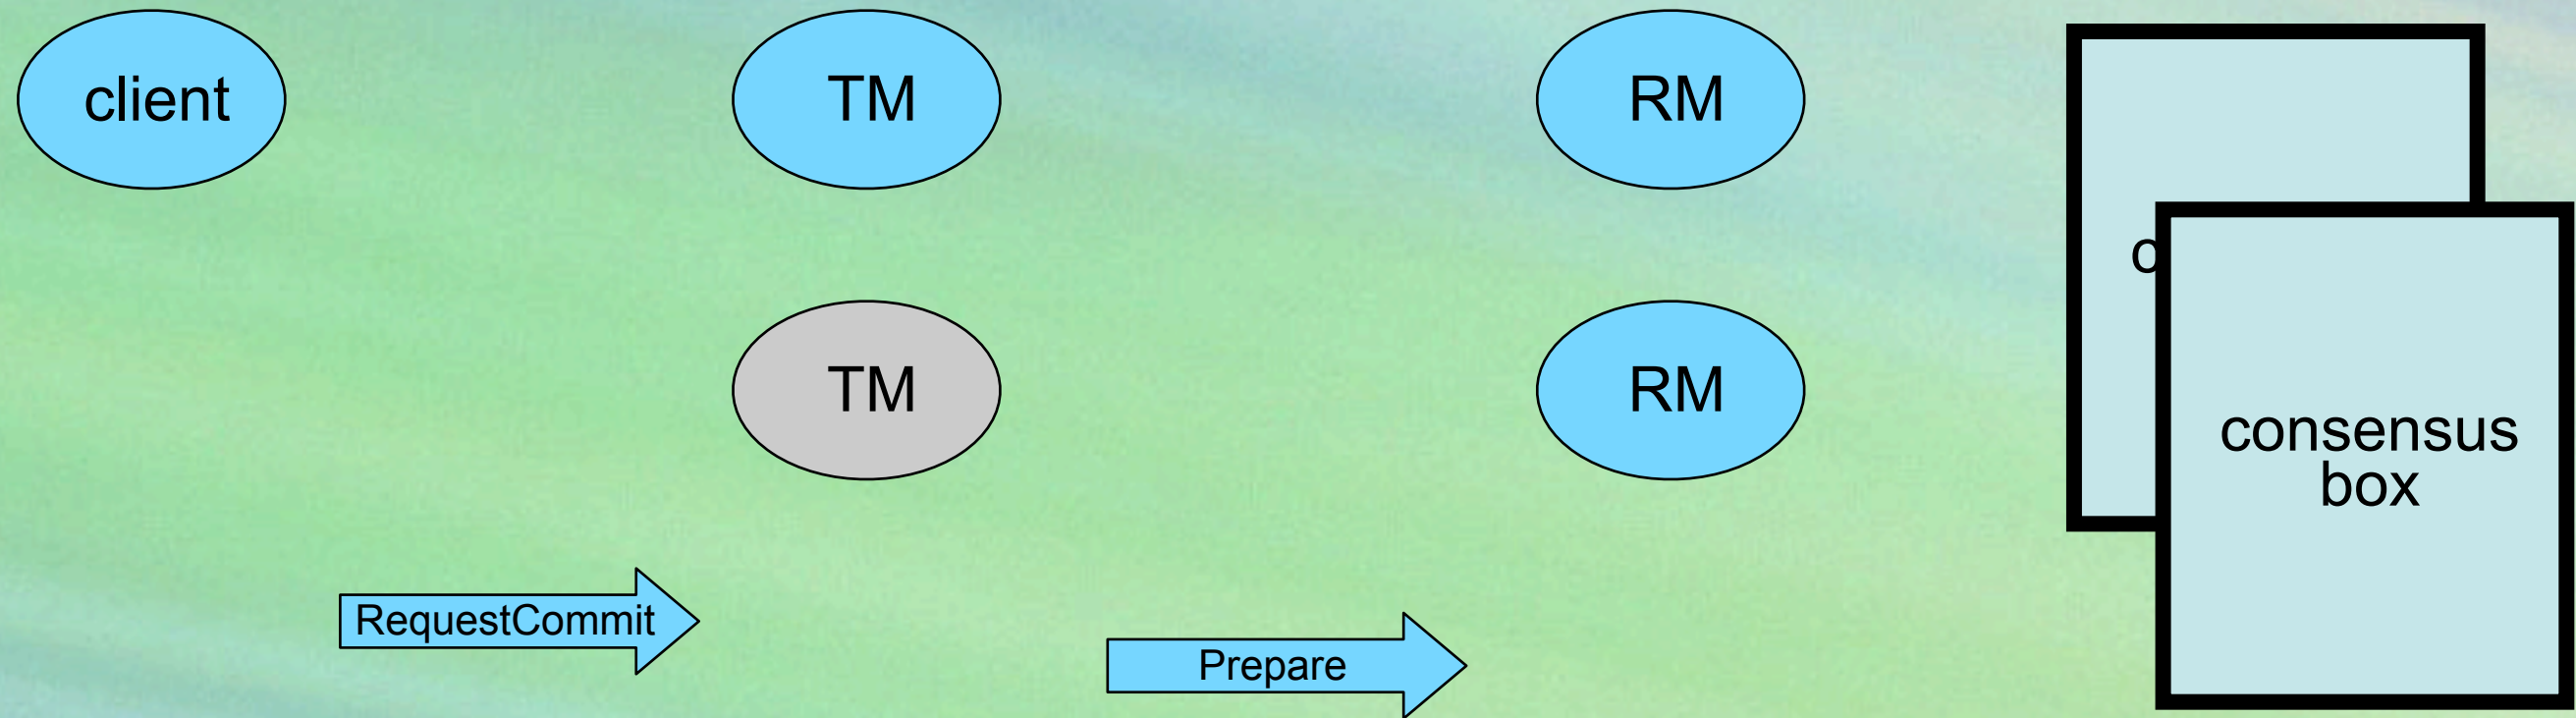 client
TM
RM
TM
RM
consensus
box
RequestCommit
Prepare